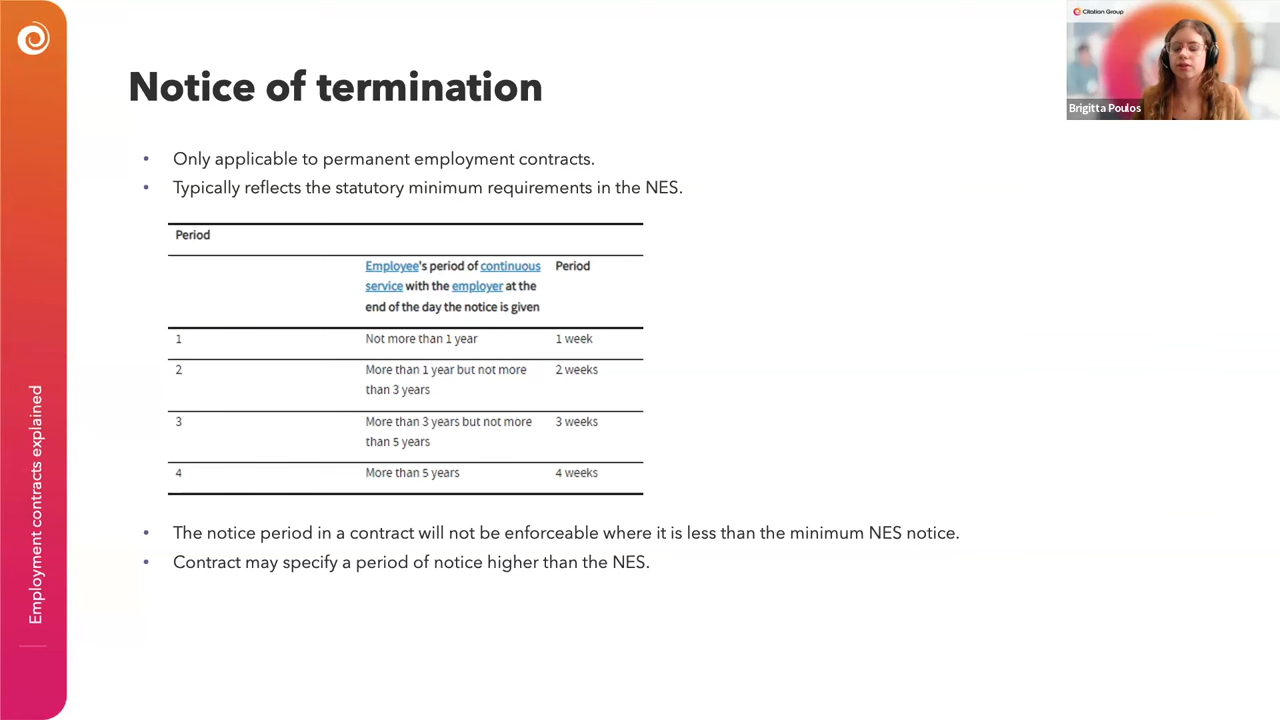 Citation Group
Brigitta Poulos
Notice of termination
• Only applicable to permanent employment contracts.
• Typically reflects the statutory minimum requirements in the NES.
Period
Employee's period of continuous
service with the employer at the
end of the day the notice is given
Period
1 Not more than 1 year 1 week
2 More than 1 year but not more
than 3 years
2 weeks
3 More than 3 years but not more
than 5 years
3 weeks
4 More than 5 years 4 weeks
• The notice period in a contract will not be enforceable where it is less than the minimum NES notice.
• Contract may specify a period of notice higher than the NES.
Employment contracts explained